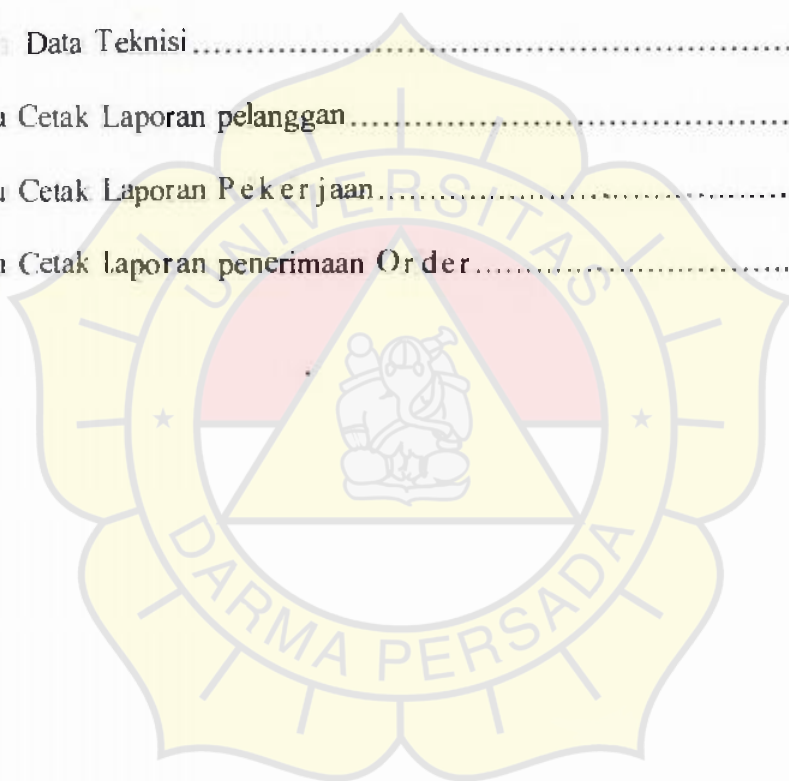 Data Teknisi
Cetak Laporan pelanggan
Cetak Laporan Pekerjaan
Cetak Laporan penerimaan Order
UNIVERSITAS
DARMA PERSADA